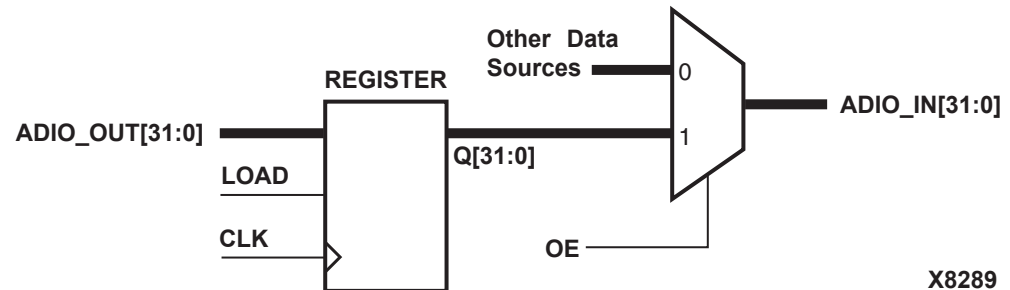 Other Data
Sources
0
REGISTER
ADIO_IN[31:0]
ADIO_OUT[31:0]
1
Q[31:0]
LOAD
CLK
OE
X8289